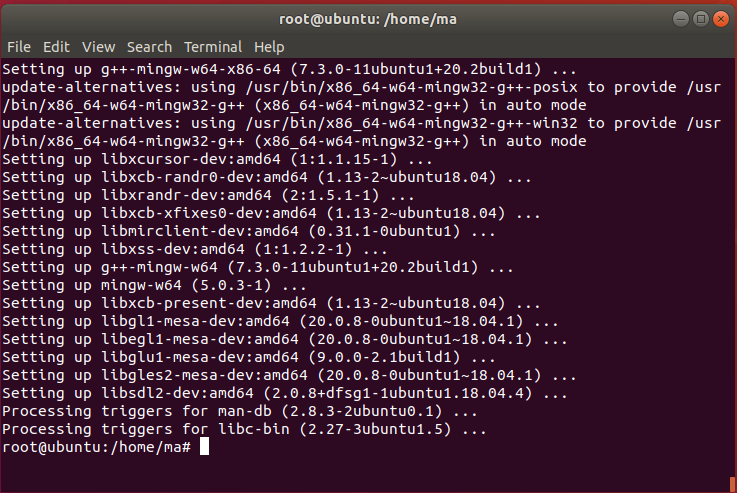 root@ubuntu: /home/ma
File Edit View Search Terminal Help
Setting up g++-mingw-w64-x86-64 (7.3.0-11ubuntu1+20.2build1) ...
update-alternatives: using /usr/bin/x86_64-w64-mingw32-g++-posix to provide /usr
/bin/x86_64-w64-mingw32-g++ (x86_64-w64-mingw32-g++) in auto mode
update-alternatives: using /usr/bin/x86_64-w64-mingw32-g++-win32 to provide /usr
/bin/x86_64-w64-mingw32-g++ (x86_64-w64-mingw32-g++) in auto mode
Setting up libxcursor-dev:amd64 (1:1.1.15-1) ...
Setting up libxcb-randr0-dev:amd64 (1.13-2~ubuntu18.04) ...
Setting up libxrandr-dev:amd64 (2:1.5.1-1) ...
Setting up libxcb-xfixes0-dev:amd64 (1.13-2~ubuntu18.04) ...
Setting up libmirclient-dev:amd64 (0.31.1-0ubuntu1) ...
Setting up libxss-dev:amd64 (1:1.2.2-1) ...
Setting up g++-mingw-w64 (7.3.0-11ubuntu1+20.2build1) ...
Setting up mingw-w64 (5.0.3-1) ...
Setting up libxcb-present-dev:amd64 (1.13-2~ubuntu18.04) ...
Setting up libgl1-mesa-dev:amd64 (20.0.8-0ubuntu1~18.04.1) ...
Setting up libegl1-mesa-dev:amd64 (20.0.8-0ubuntu1~18.04.1) ...
Setting up libglu1-mesa-dev:amd64 (9.0.0-2.1build1) ...
Setting up libgles2-mesa-dev:amd64 (20.0.8-0ubuntu1~18.04.1) ...
Setting up libsdl2-dev:amd64 (2.0.8+dfsg1-1ubuntu1.18.04.4) ...
Processing triggers for man-db (2.8.3-2ubuntu0.1) ...
Processing triggers for libc-bin (2.27-3ubuntu1.5) ...
root@ubuntu:/home/ma#